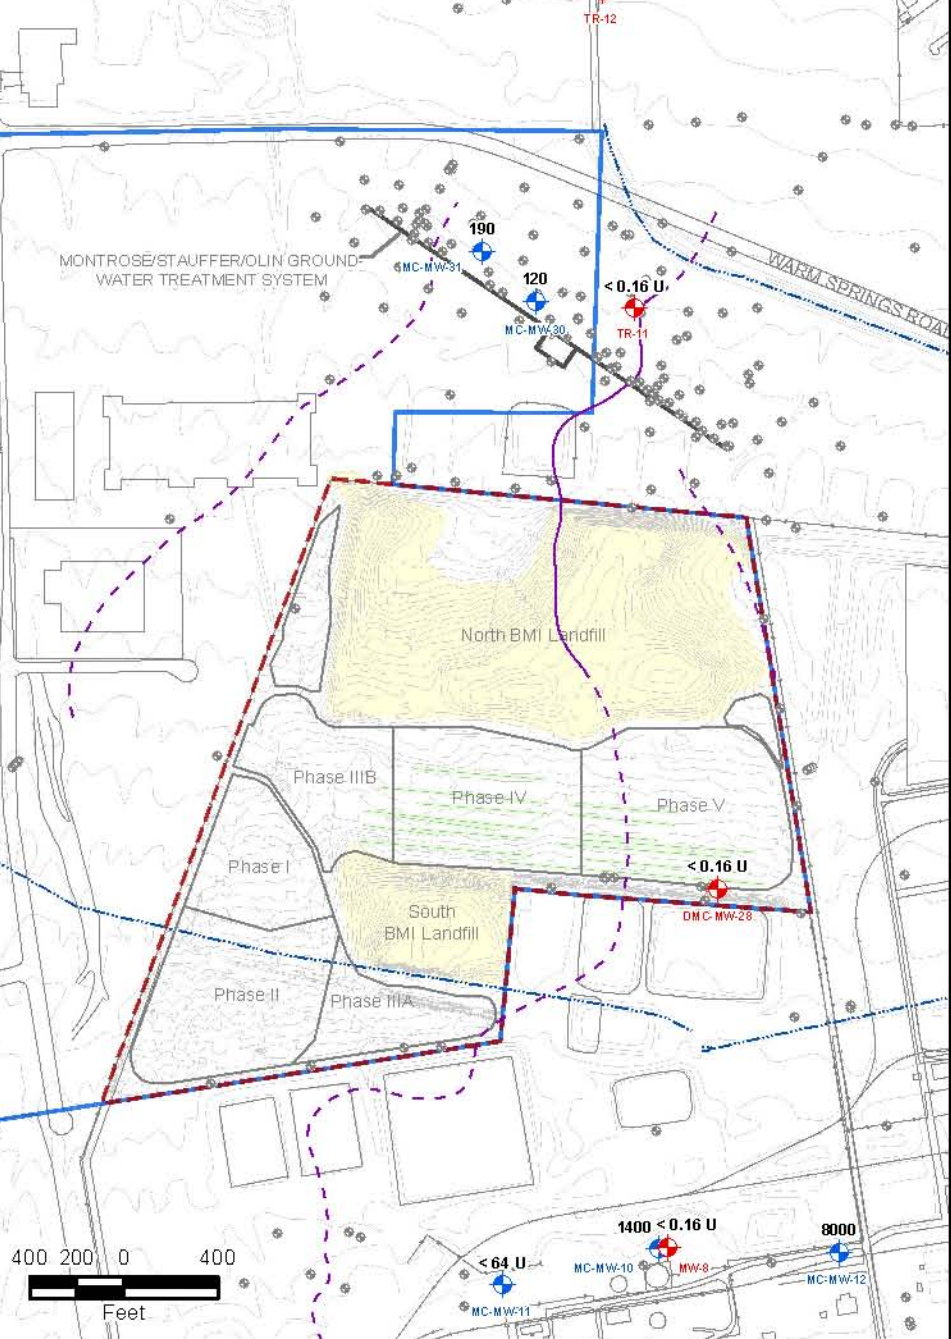 TR-12
190
MONTROSE/STAUFFER/OLIN GROUND-
WATER TREATMENT SYSTEM
MC-MW-31
WARM SPRINGS ROAD
120
< 0.16 U
MC-MW-30
TR-11
North BMI Landfill
Phase IIIB
Phase IV
Phase V
Phase I
< 0.16 U
South
BMI Landfill
DMC-MW-28
Phase II
Phase IIIA
1400 < 0.16 U
8000
400 200 0 400
Feet
< 64 U
MC-MW-10
MW-8
MC-MW-12
MC-MW-11